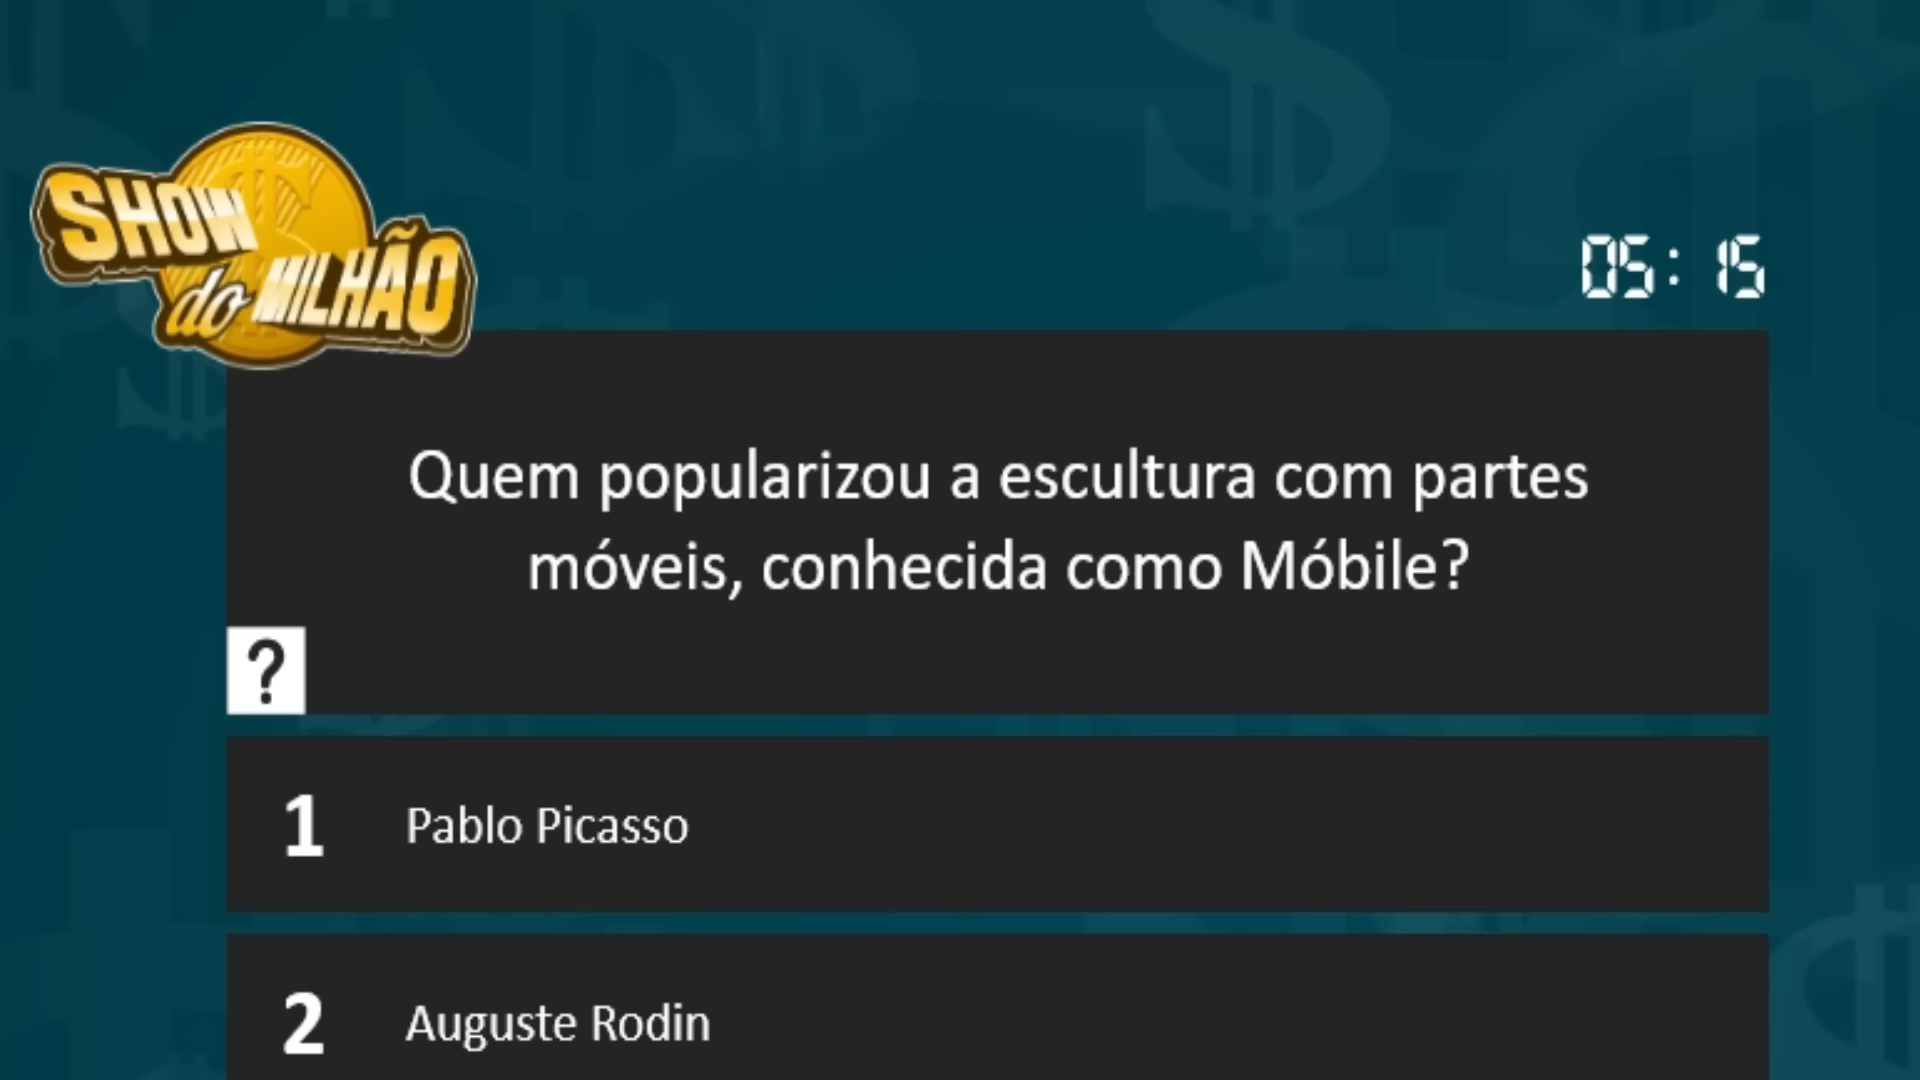 SHOW
do MILHÃO
05: 15
Quem popularizou a escultura com partes
móveis, conhecida como Móbile?
?
1 Pablo Picasso
2 Auguste Rodin